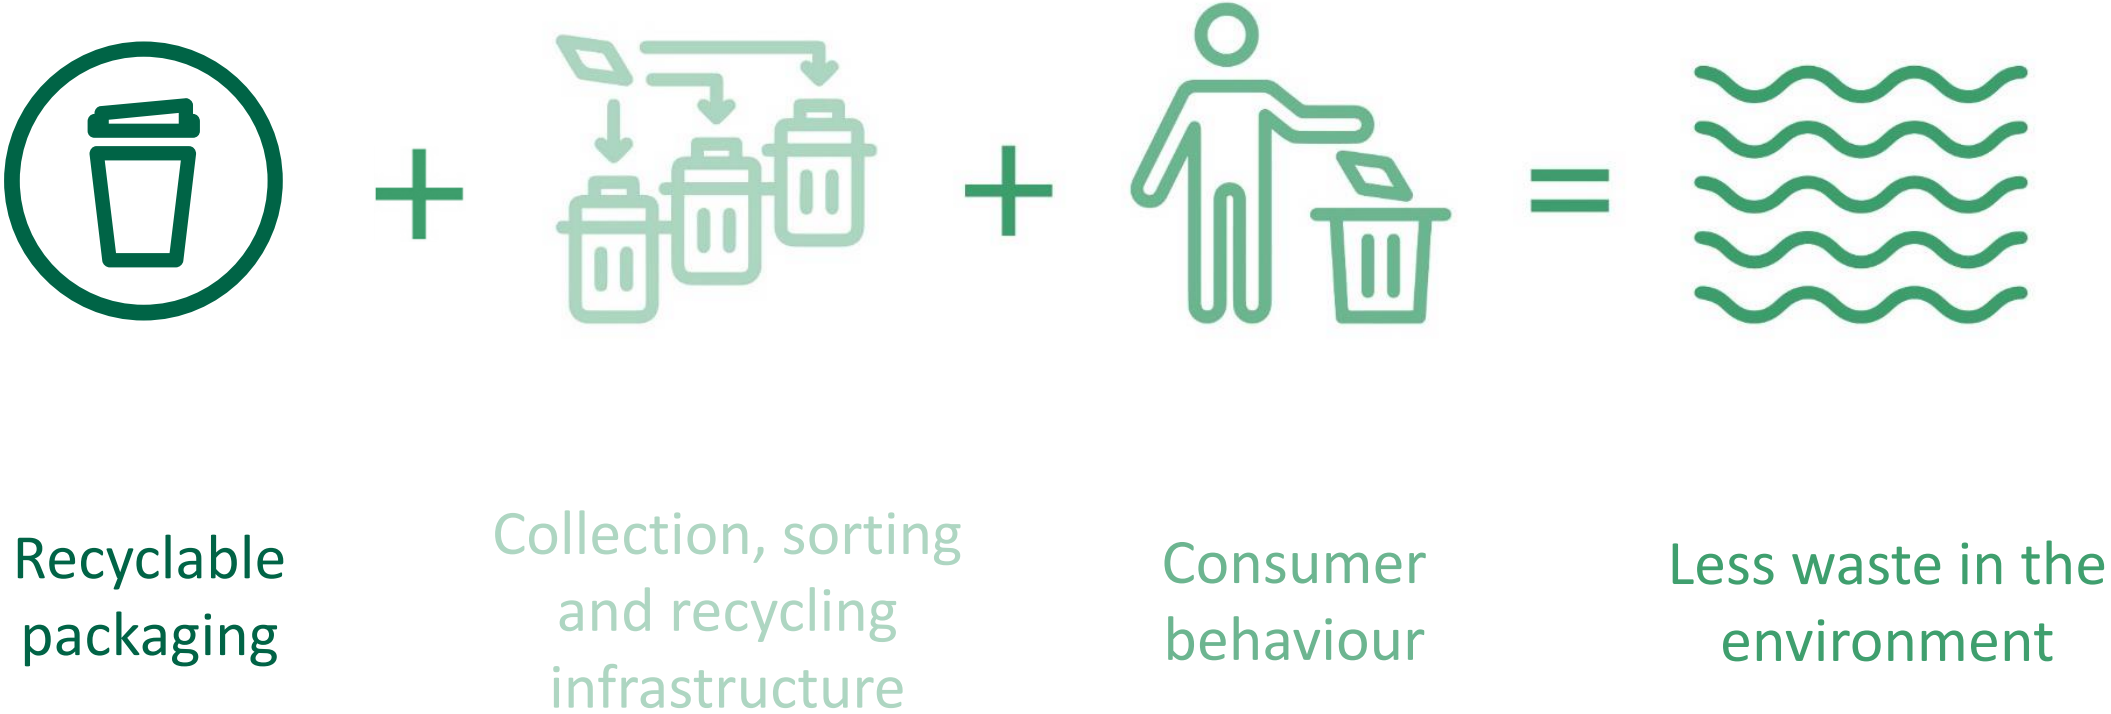 Recyclable
packaging
+
Collection, sorting
and recycling
infrastructure
+
Consumer
behaviour
=
Less waste in the
environment